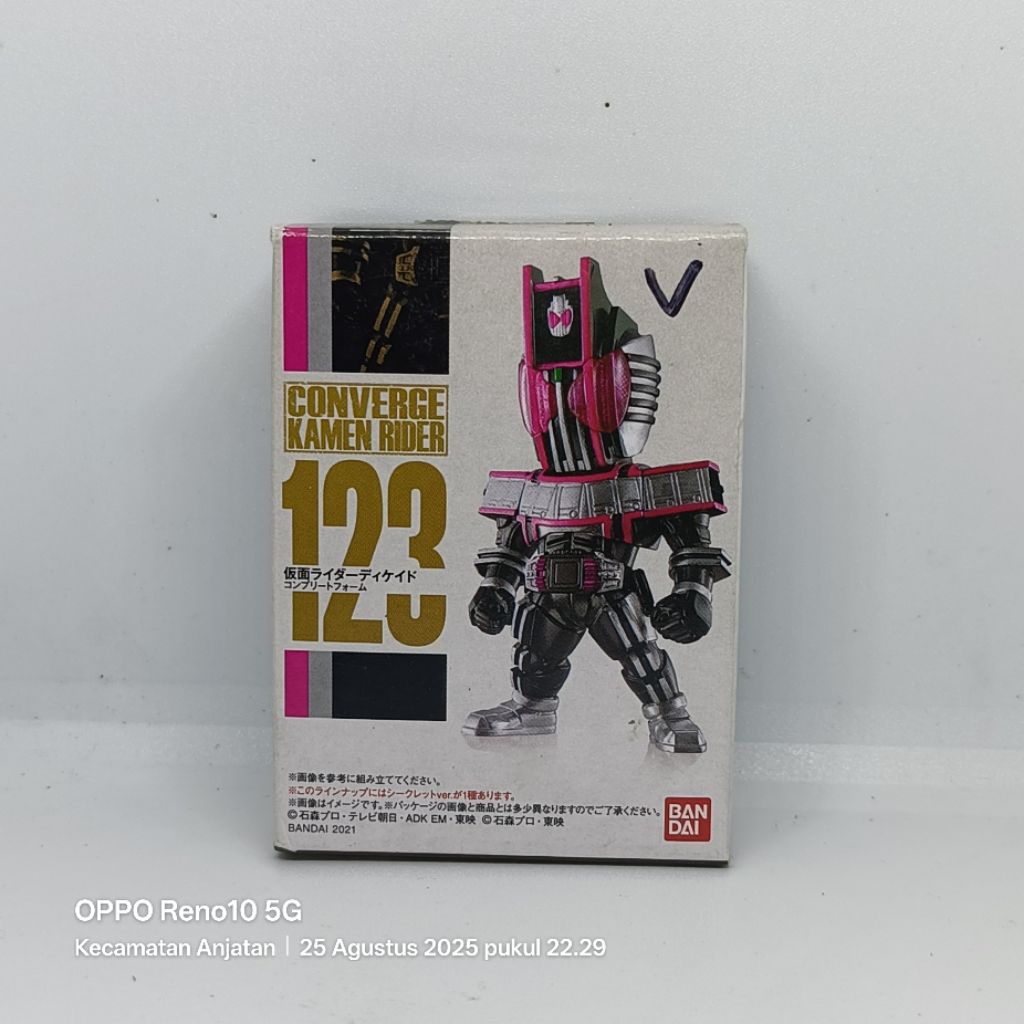 V
CONVERGE
KAMEN RIDER
123
仮面ライダーディケイド
コンプリートフォーム
※画像を参考に組み立ててください。
※このラインナップにはシークレットver.が1種あります。
※画像はイメージです。※パッケージの画像と商品とは多少異なりますのでご了承ください。
©石森プロ・テレビ朝日・ADK EM・東映 ©石森プロ・東映
BANDAI 2021
BAN
DAI
OPPO Reno10 5G
Kecamatan Anjatan | 25 Agustus 2025 pukul 22.29